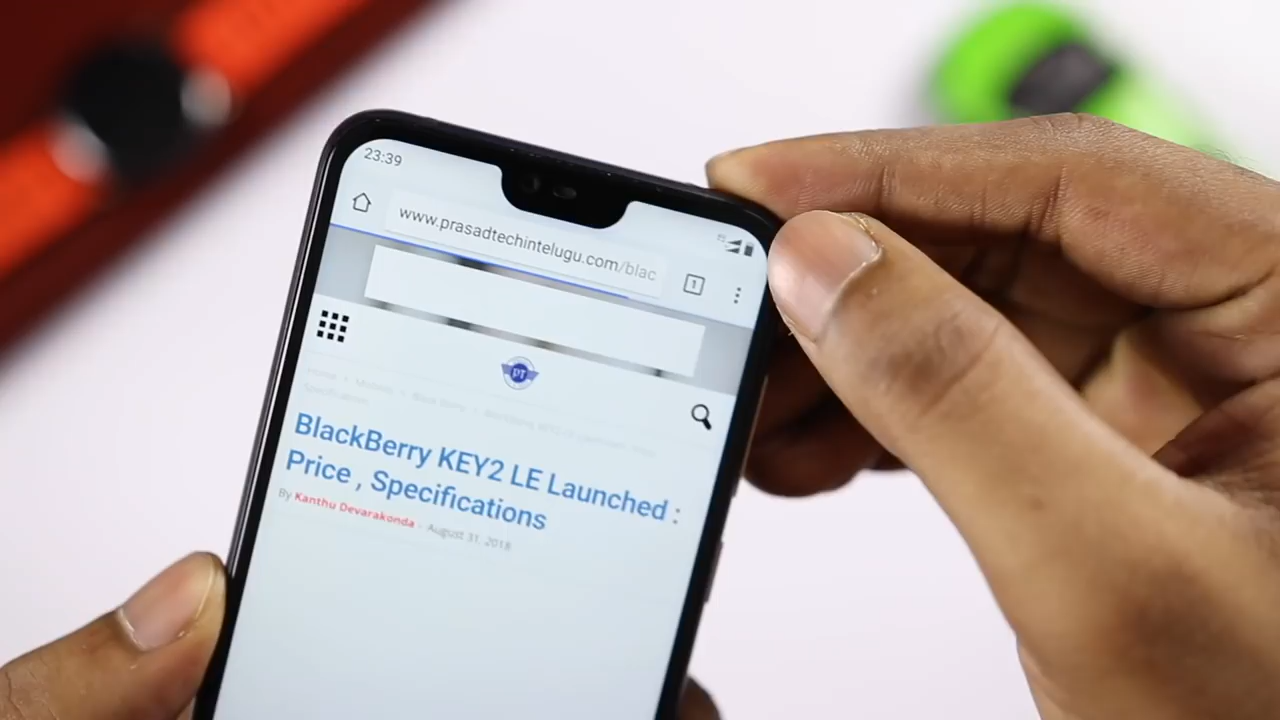 23:39
www.prasadtechintelugu.com/blac
1
PT
BlackBerry KEY2 LE Launched :
Price , Specifications
By Kanthu Devarakonda - August 31, 2018